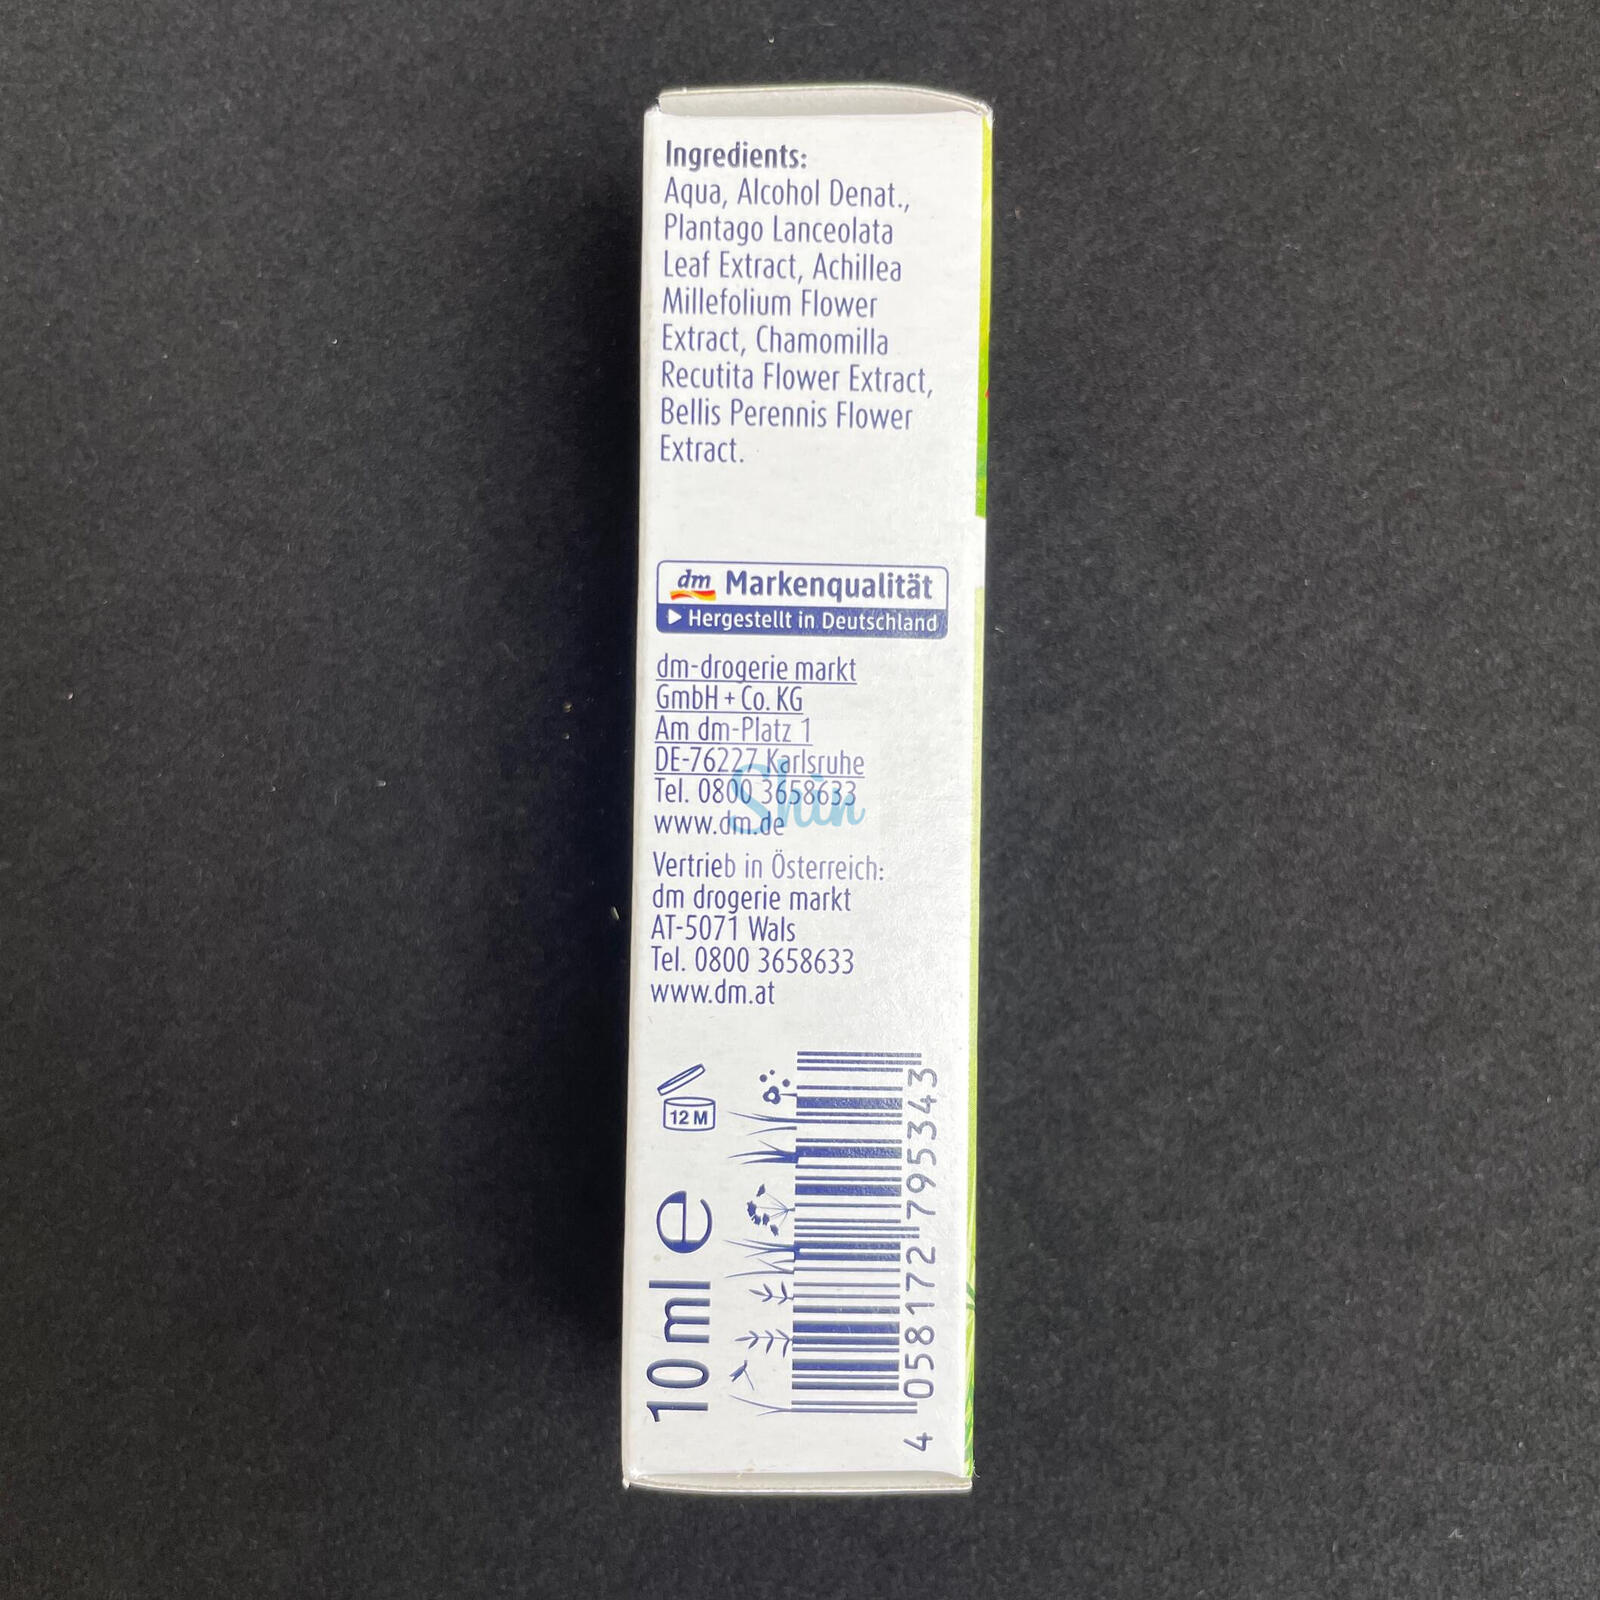 Ingredients:
Aqua, Alcohol Denat.,
Plantago Lanceolata
Leaf Extract, Achillea
Millefolium Flower
Extract, Chamomilla
Recutita Flower Extract,
Bellis Perennis Flower
Extract.
dm Markenqualität
Hergestellt in Deutschland
dm-drogerie markt
GmbH + Co. KG
Am dm-Platz 1
DE-76227 Karlsruhe
Tel. 0800 3658633
www.dm.de
Shin
Vertrieb in Österreich:
dm drogerie markt
AT-5071 Wals
Tel. 0800 3658633
www.dm.at
12 M
10 ml e
4 058172 795343